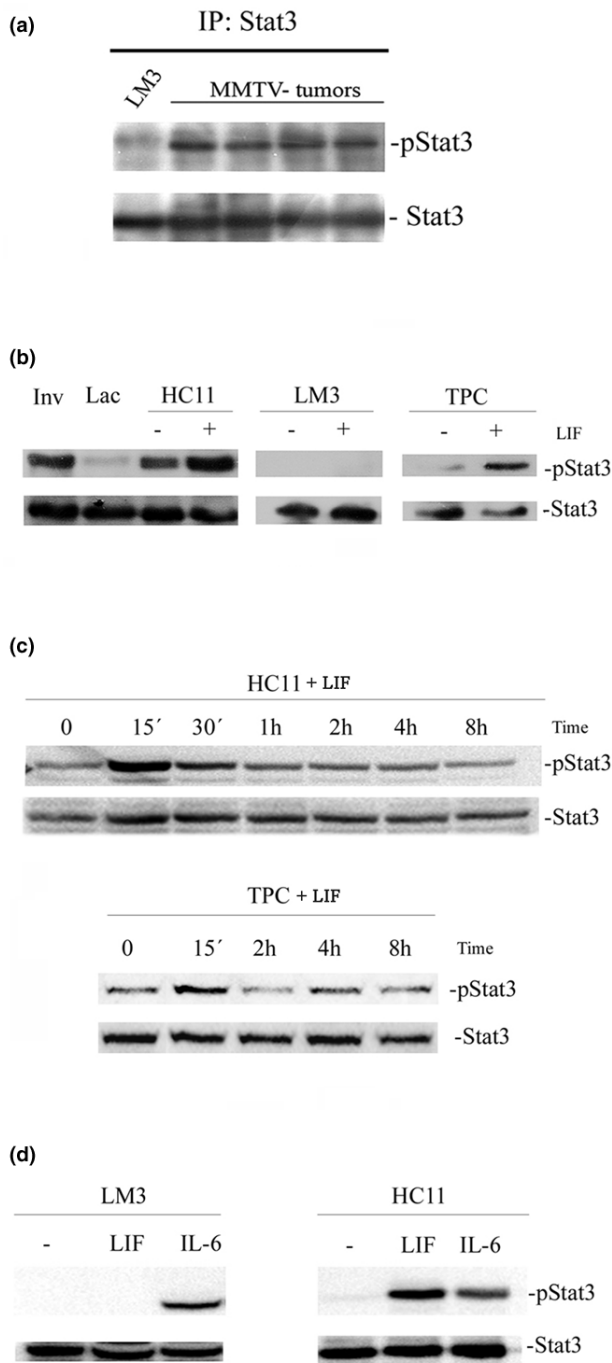 (a)
IP: Stat3
LM3 MMTV- tumors
-pStat3
- Stat3
(b)
Inv Lac HC11 LM3 TPC
- + - + - + LIF
-pStat3
-Stat3
(c)
HC11 + LIF
0 15´ 30´ 1h 2h 4h 8h Time
-pStat3
-Stat3
TPC + LIF
0 15´ 2h 4h 8h Time
-pStat3
-Stat3
(d)
LM3 HC11
- LIF IL-6 - LIF IL-6
-pStat3
-Stat3